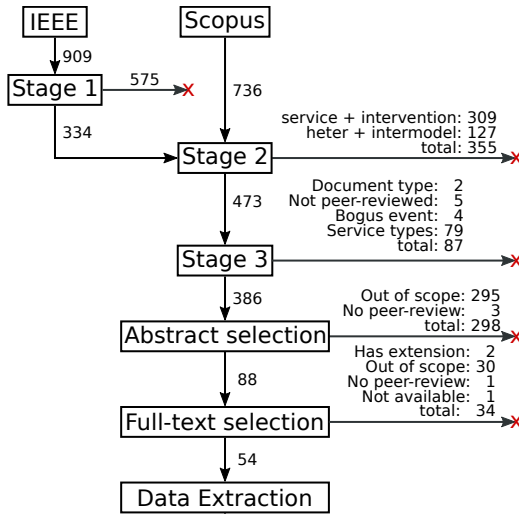 IEEE
Scopus
909
Stage 1
575
X
736
334
Stage 2
service + intervention: 309
heter + intermodel: 127
total: 355
X
473
Document type: 2
Not peer-reviewed: 5
Bogus event: 4
Service types: 79
total: 87
Stage 3
X
386
Out of scope: 295
No peer-review: 3
total: 298
Abstract selection
X
88
Has extension: 2
Out of scope: 30
No peer-review: 1
Not available: 1
total: 34
Full-text selection
X
54
Data Extraction